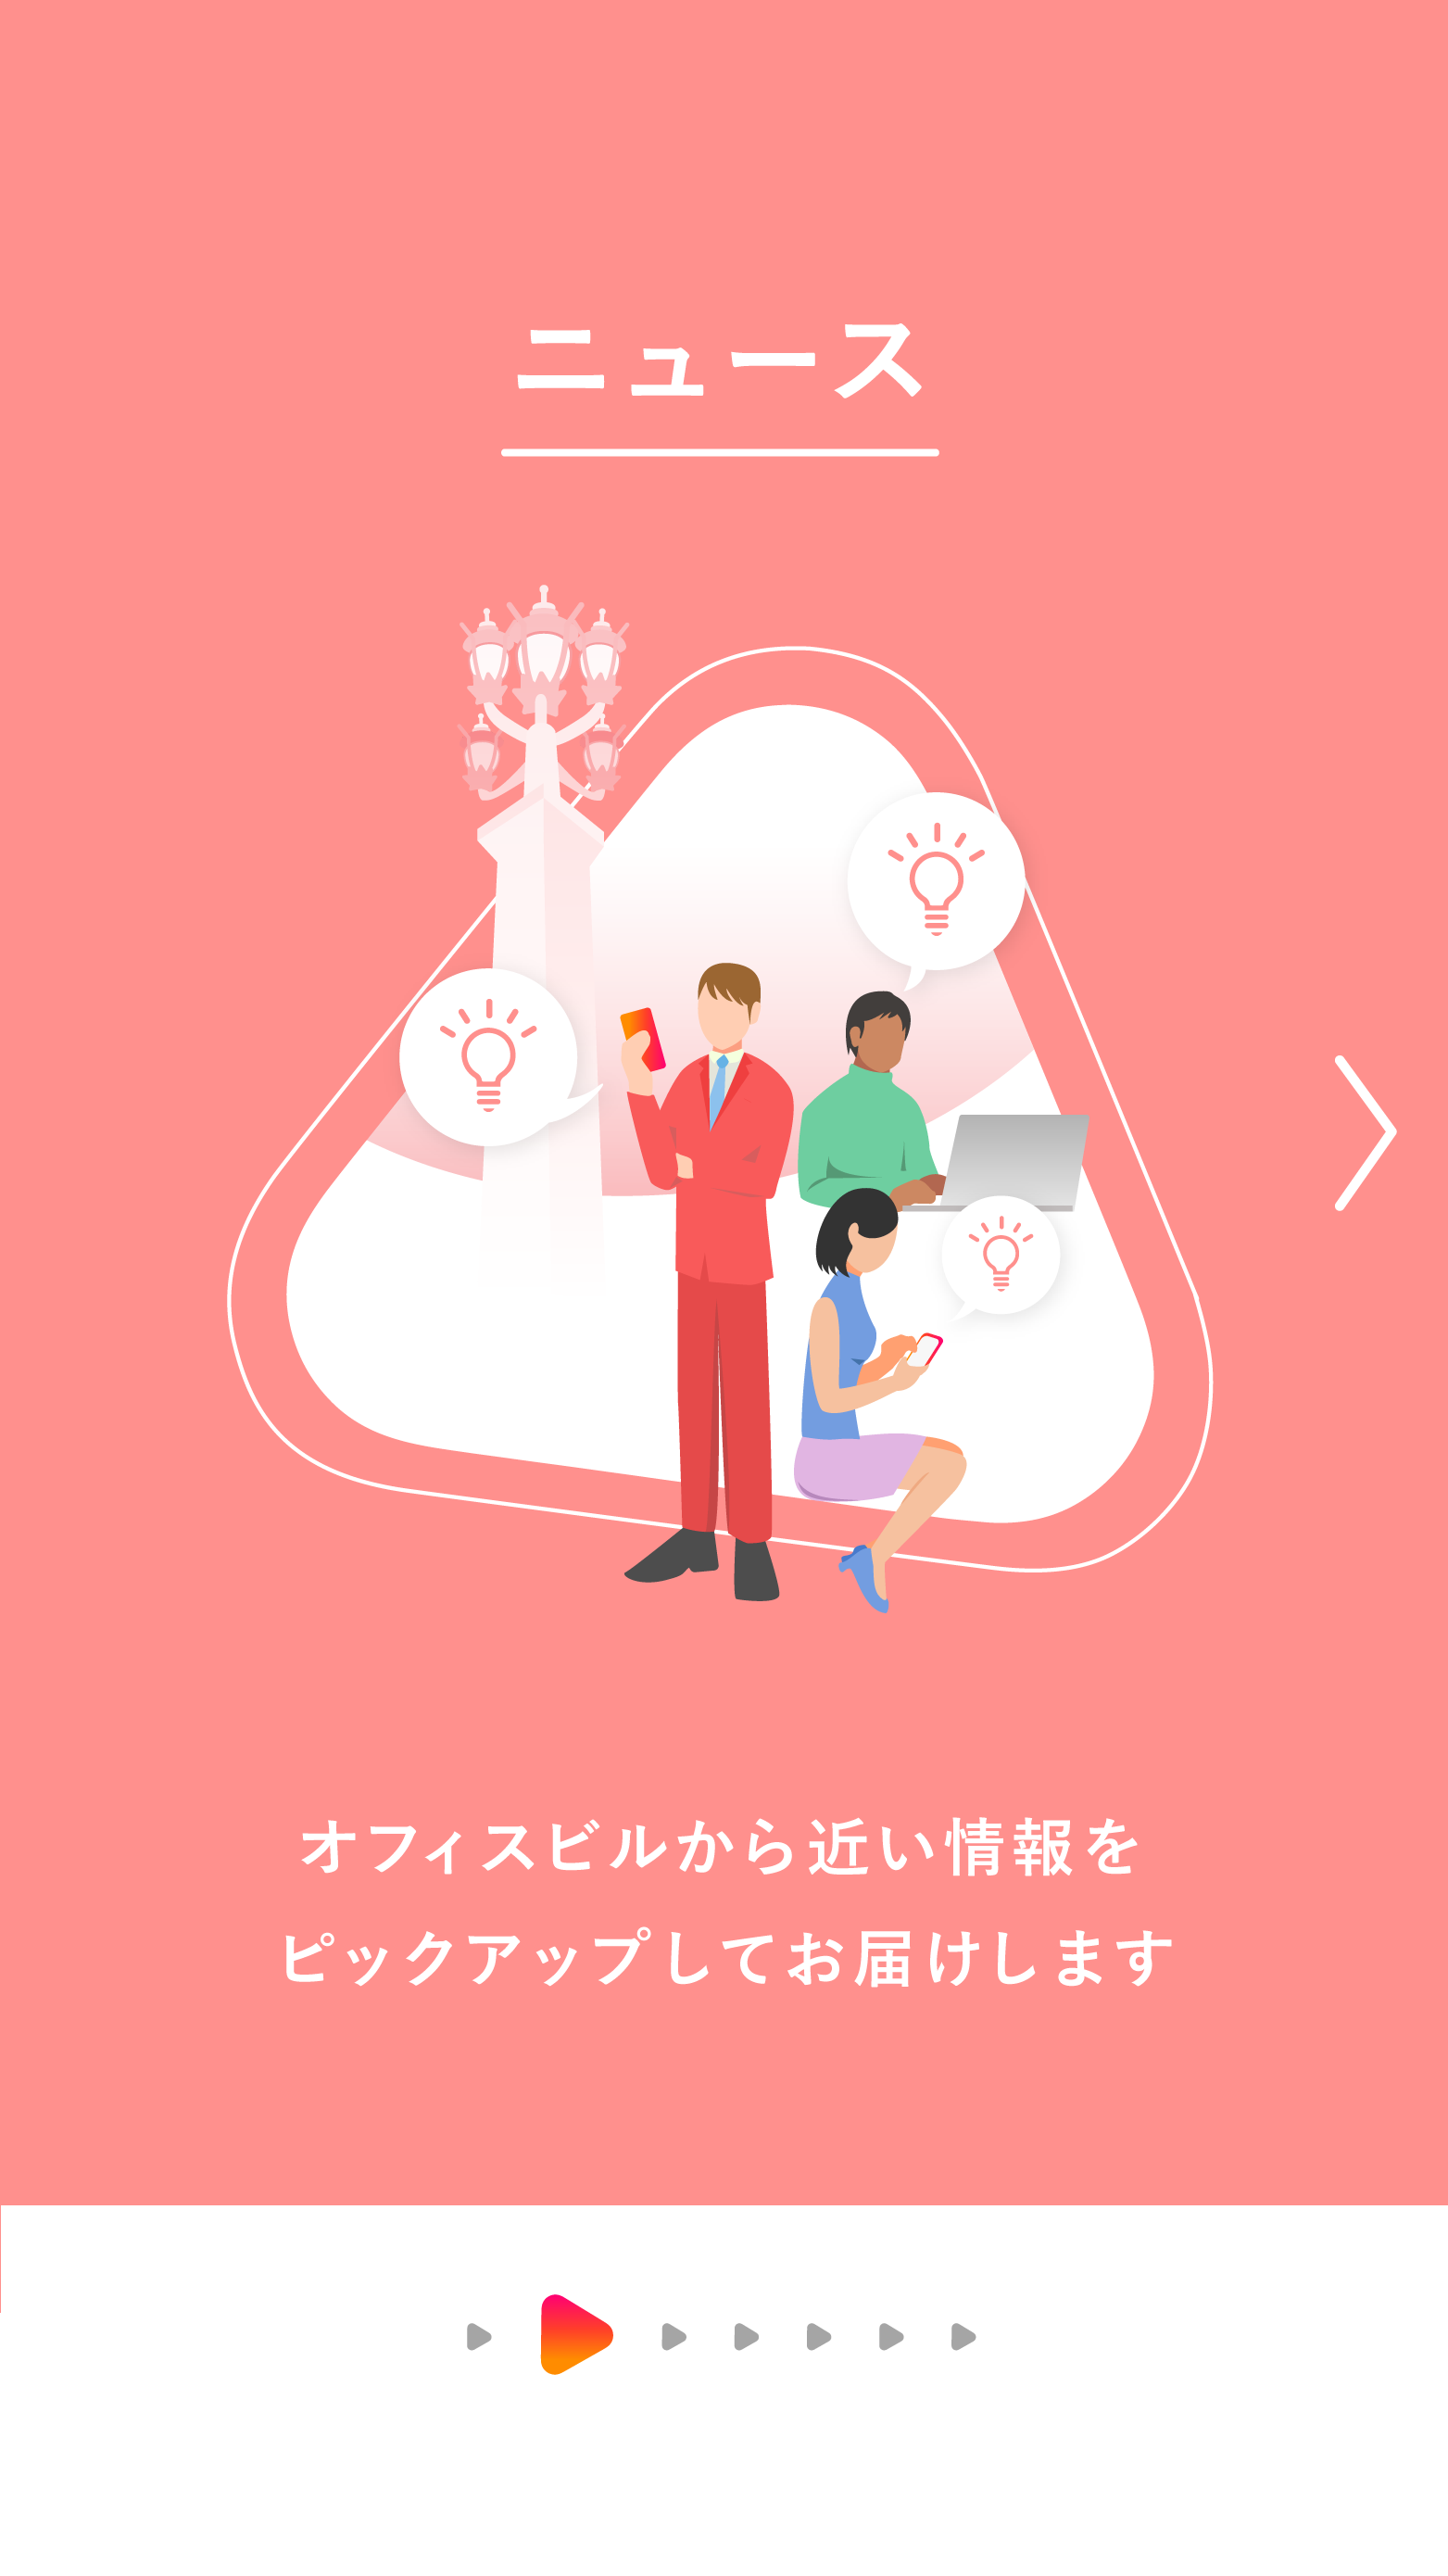 ニュース
オフィスビルから近い情報を
ピックアップしてお届けします